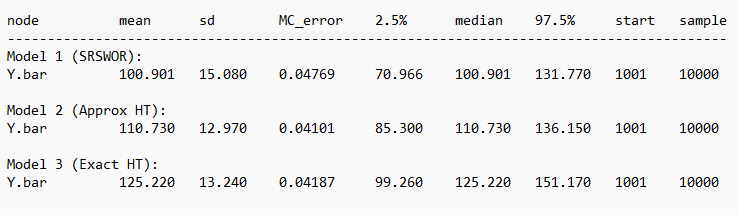 node mean sd MC_error 2.5% median 97.5% start sample
--------------------------------------------------------------------------------------------
Model 1 (SRSWOR):
Y.bar 100.901 15.080 0.04769 70.966 100.901 131.770 1001 10000
Model 2 (Approx HT):
Y.bar 110.730 12.970 0.04101 85.300 110.730 136.150 1001 10000
Model 3 (Exact HT):
Y.bar 125.220 13.240 0.04187 99.260 125.220 151.170 1001 10000